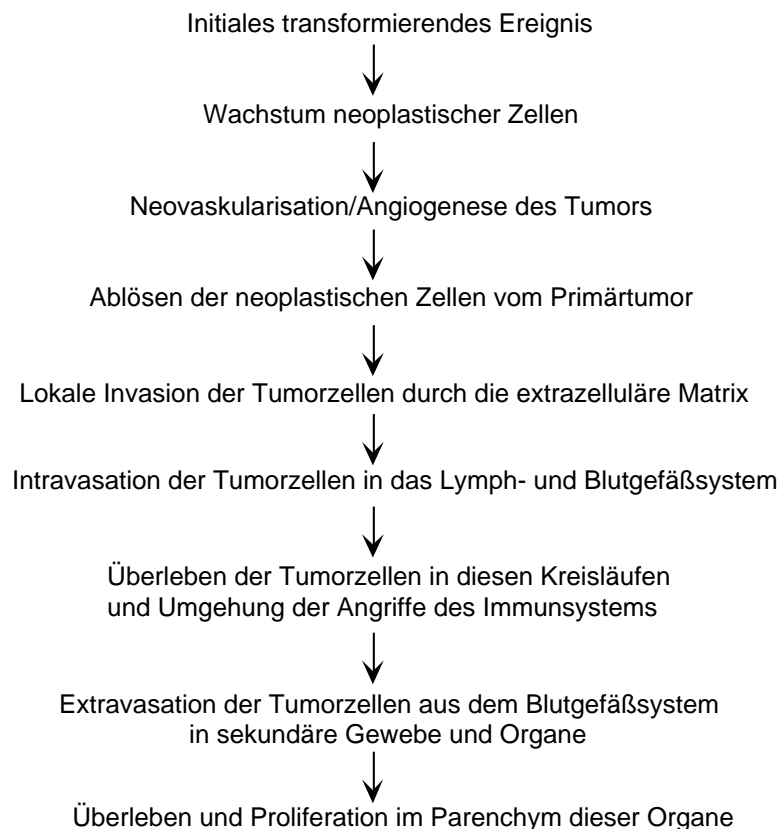 Initiales transformierendes Ereignis
Wachstum neoplastischer Zellen
Neovaskularisation/Angiogenese des Tumors
Ablösen der neoplastischen Zellen vom Primärtumor
Lokale Invasion der Tumorzellen durch die extrazelluläre Matrix
Intravasation der Tumorzellen in das Lymph- und Blutgefäßsystem
Überleben der Tumorzellen in diesen Kreisläufen
und Umgehung der Angriffe des Immunsystems
Extravasation der Tumorzellen aus dem Blutgefäßsystem
in sekundäre Gewebe und Organe
Überleben und Proliferation im Parenchym dieser Organe